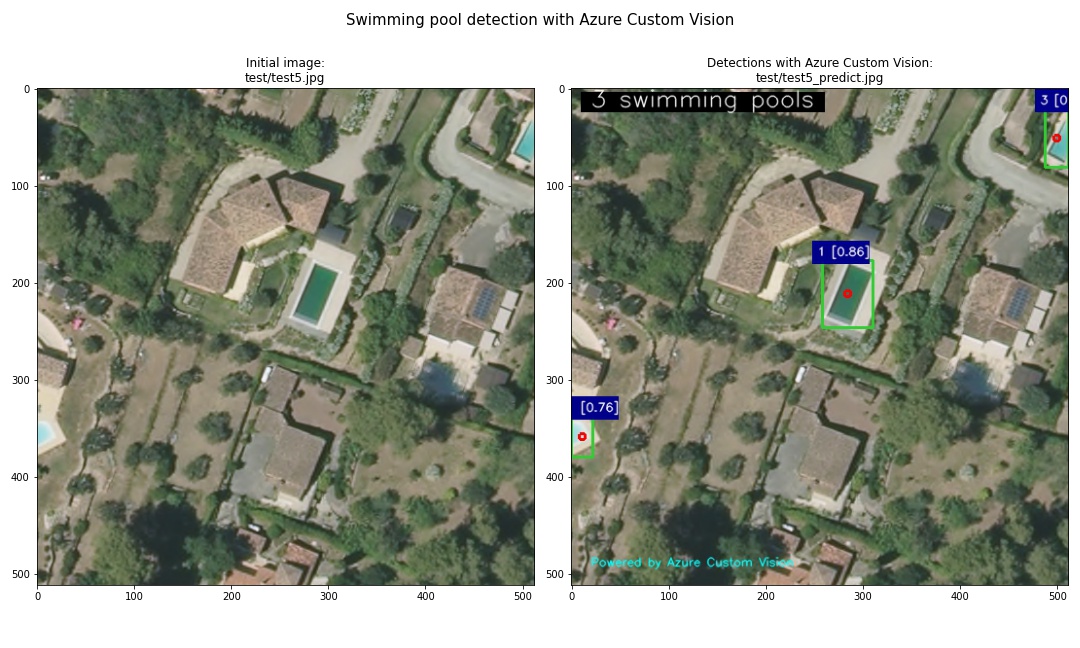 Swimming pool detection with Azure Custom Vision
Initial image:
test/test5.jpg
Detections with Azure Custom Vision:
test/test5_predict.jpg
3 swimming pools
3 [0
1 [0.86]
[0.76]
Powered by Azure Custom Vision
0
100
200
300
400
500
0 100 200 300 400 500
0
100
200
300
400
500
0 100 200 300 400 500